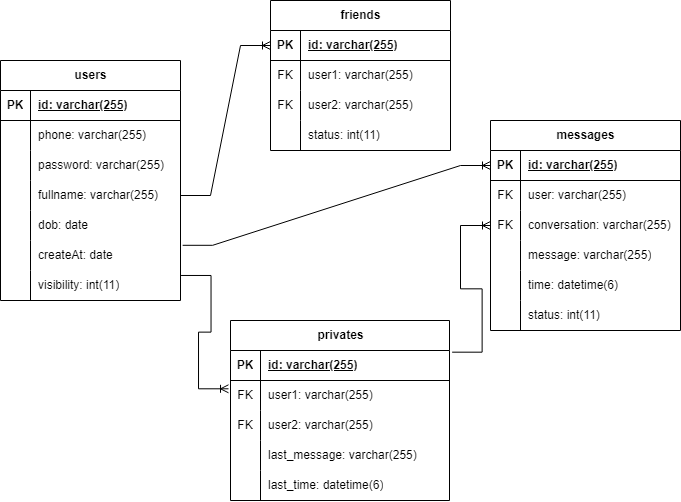 friends
PK id: varchar(255)
FK user1: varchar(255)
FK user2: varchar(255)
status: int(11)
users
PK id: varchar(255)
phone: varchar(255)
password: varchar(255)
fullname: varchar(255)
dob: date
createAt: date
visibility: int(11)
messages
PK id: varchar(255)
FK user: varchar(255)
FK conversation: varchar(255)
message: varchar(255)
time: datetime(6)
status: int(11)
privates
PK id: varchar(255)
FK user1: varchar(255)
FK user2: varchar(255)
last_message: varchar(255)
last_time: datetime(6)